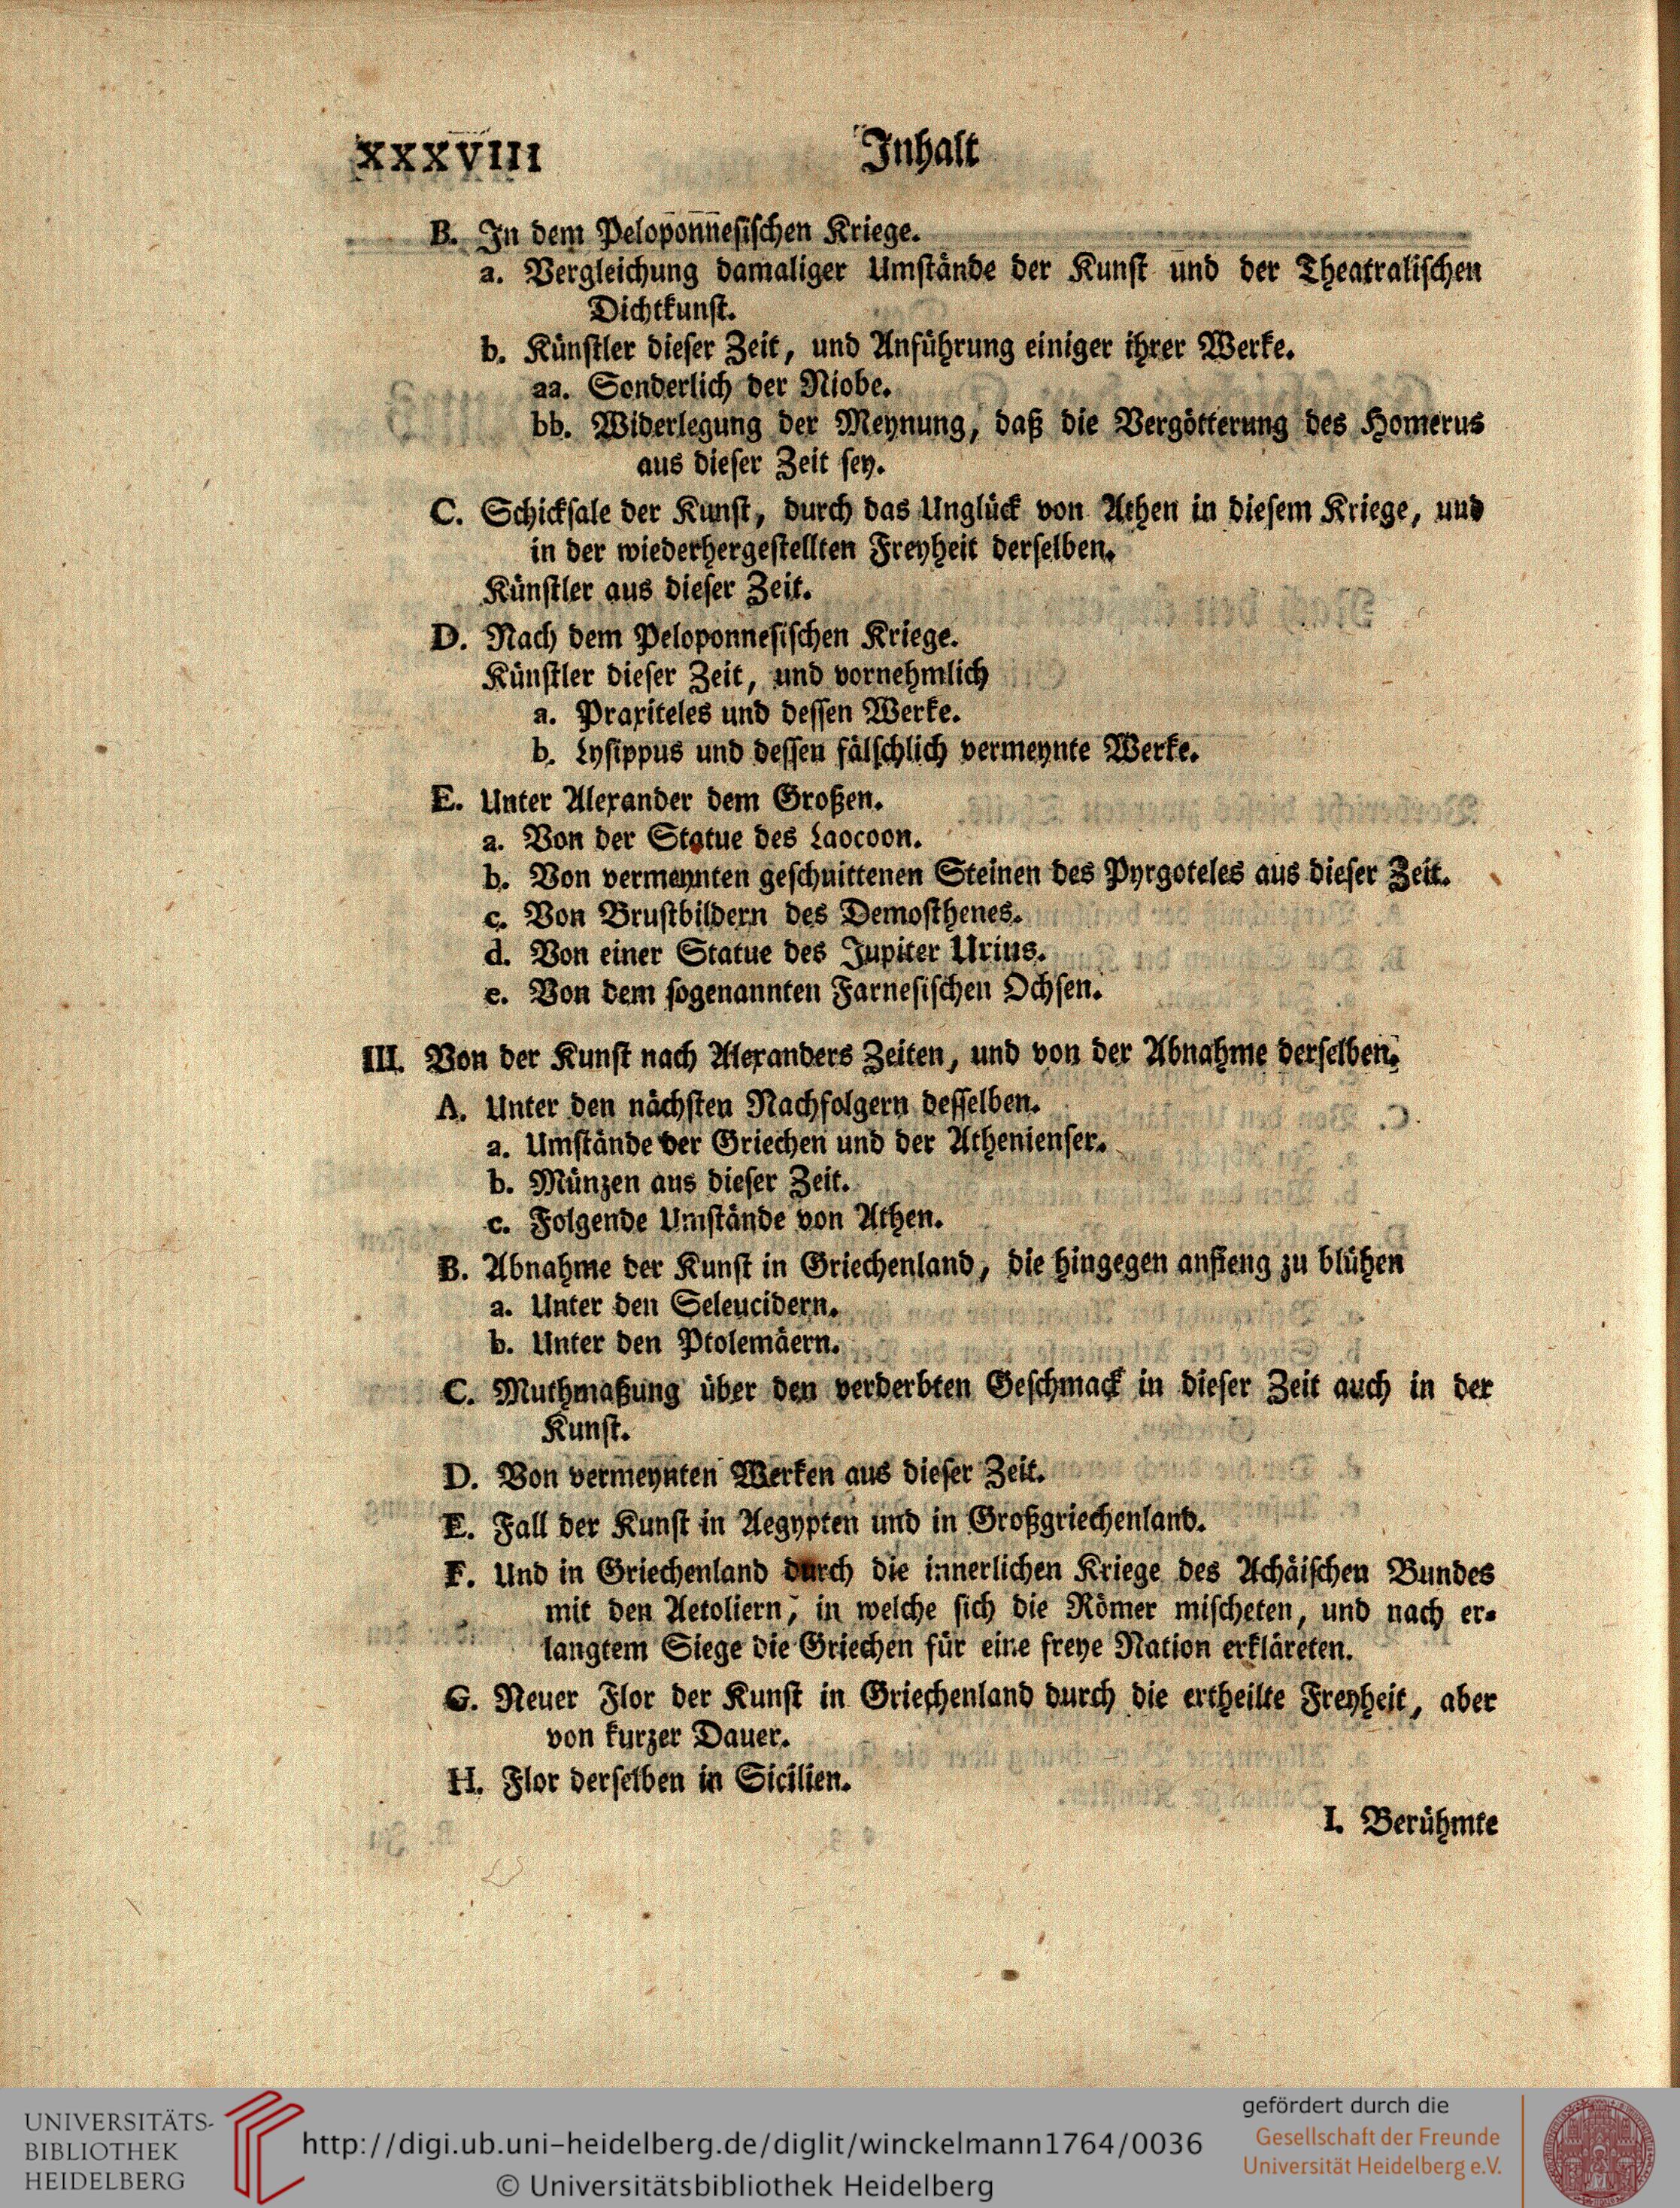 XXXVIII
Inhalt
B. In dem Peloponnesischen Kriege.
a. Vergleichung damaliger Umstände der Kunst und der Theatralischen
Dichtkunst.
b. Künstler dieser Zeit, und Anführung einiger ihrer Werke.
aa. Sonderlich der Niobe.
bb. Widerlegung der Meynung, daß die Vergötterung des Homerus
aus dieser Zeit sey.
C. Schicksale der Kunst, durch das Unglück von Athen in diesem Kriege, und
in der wiederhergestellten Freyheit derselben.
Künstler aus dieser Zeit.
D. Nach dem Peloponnesischen Kriege.
Künstler dieser Zeit, und vornehmlich
a. Praxiteles und dessen Werke.
b. Lysippus und dessen fälschlich vermeynte Werke.
E. Unter Alexander dem Großen.
a. Von der Statue des Laocoon.
b. Von vermeynten geschnittenen Steinen des Pyrgoteles aus dieser Zeit.
c. Von Brustbildern des Demosthenes.
d. Von einer Statue des Jupiter Urius.
e. Von dem sogenannten Farnesischen Ochsen.
III. Von der Kunst nach Alexanders Zeiten, und von der Abnahme derselben.
A. Unter den nächsten Nachfolgern desselben.
a. Umstände der Griechen und der Athenienser.
b. Münzen aus dieser Zeit.
c. Folgende Umstände von Athen.
B. Abnahme der Kunst in Griechenland, die hingegen anfieng zu blühen
a. Unter den Seleucidern.
b. Unter den Ptolemäern.
C. Muthmaßung über den verderbten Geschmack in dieser Zeit auch in der
Kunst.
D. Von vermeynten Werken aus dieser Zeit.
E. Fall der Kunst in Aegypten und in Großgriechenland.
F. Und in Griechenland durch die innerlichen Kriege des Achäischen Bundes
mit den Aetoliern, in welche sich die Römer mischeten, und nach er-
langtem Siege die Griechen für eine freye Nation erkläreten.
G. Neuer Flor der Kunst in Griechenland durch die ertheilte Freyheit, aber
von kurzer Dauer.
H. Flor derselben in Sicilien.
I. Berühmte
UNIVERSITÄTS-
BIBLIOTHEK
HEIDELBERG
http://digi.ub.uni-heidelberg.de/diglit/winckelmann1764/0036
© Universitätsbibliothek Heidelberg
gefördert durch die
Gesellschaft der Freunde
Universität Heidelberg e.V.